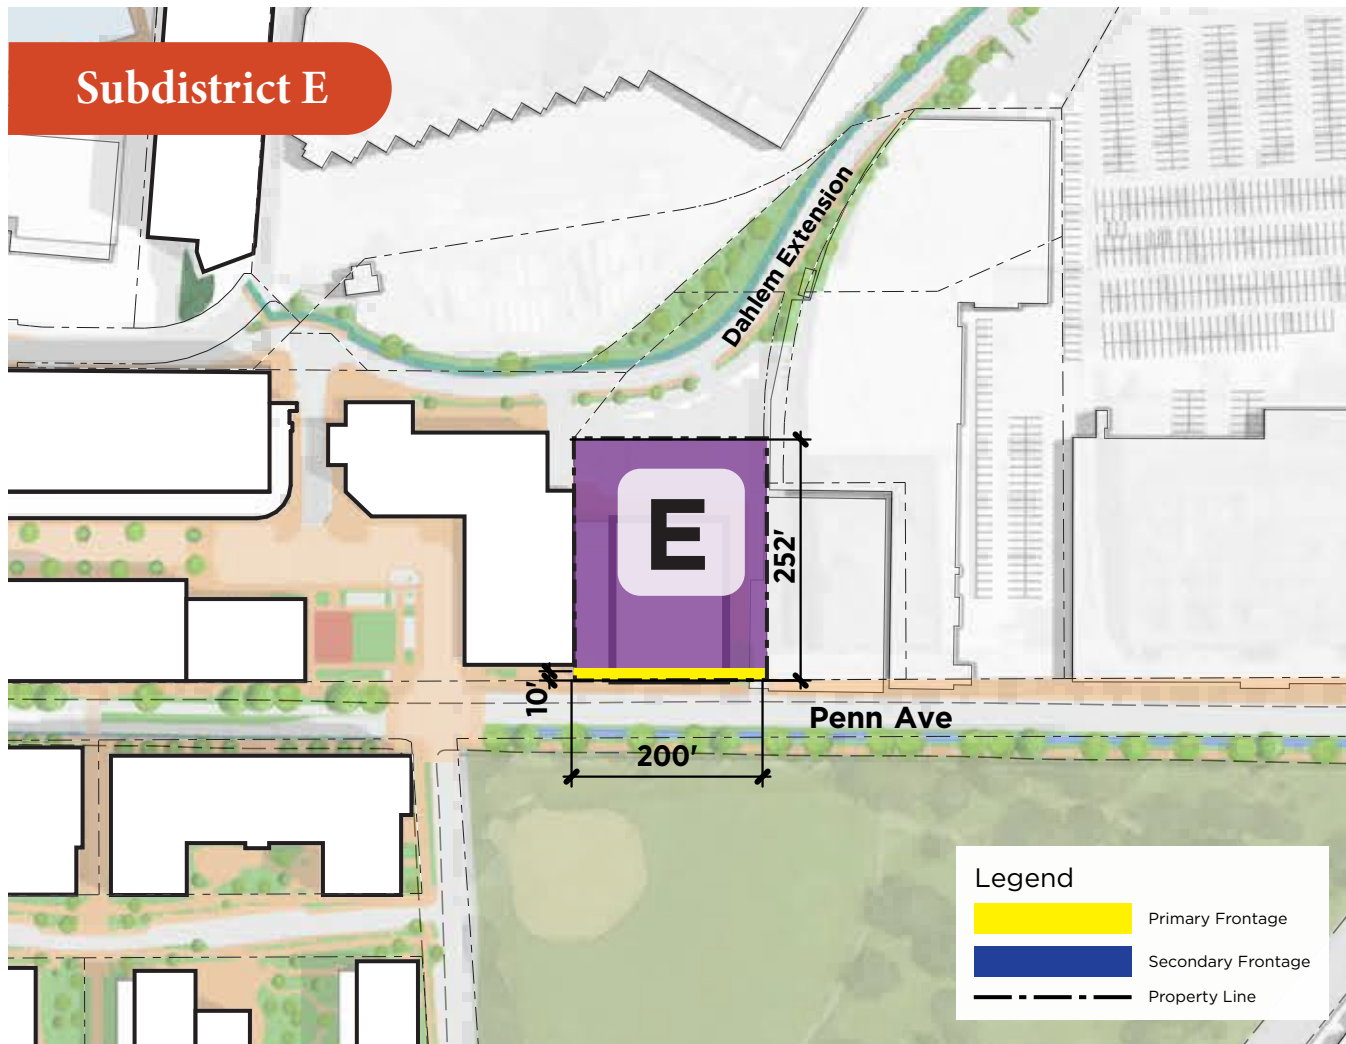 Subdistrict E
Dahlem Extension
E
252'
10'
Penn Ave
200'
Legend
Primary Frontage
Secondary Frontage
Property Line